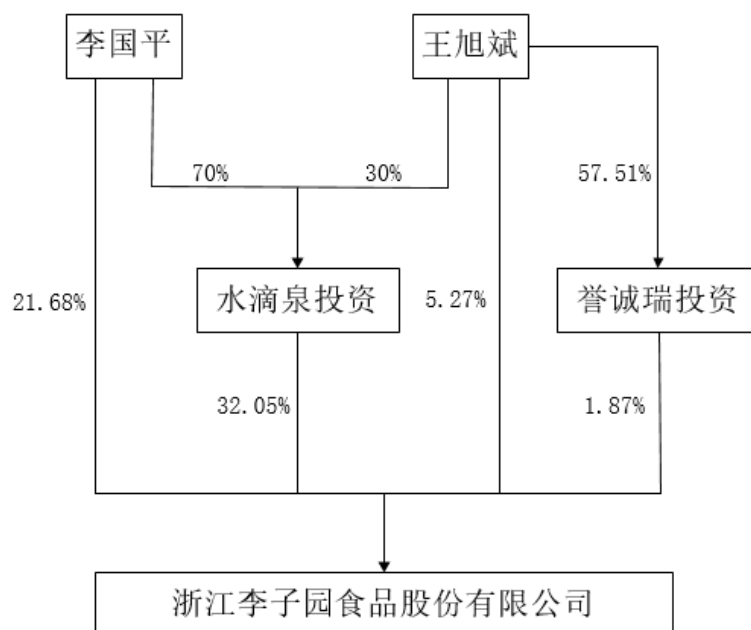 李国平
王旭斌
70%
30%
57.51%
21.68%
水滴泉投资
5.27%
誉诚瑞投资
32.05%
1.87%
浙江李子园食品股份有限公司